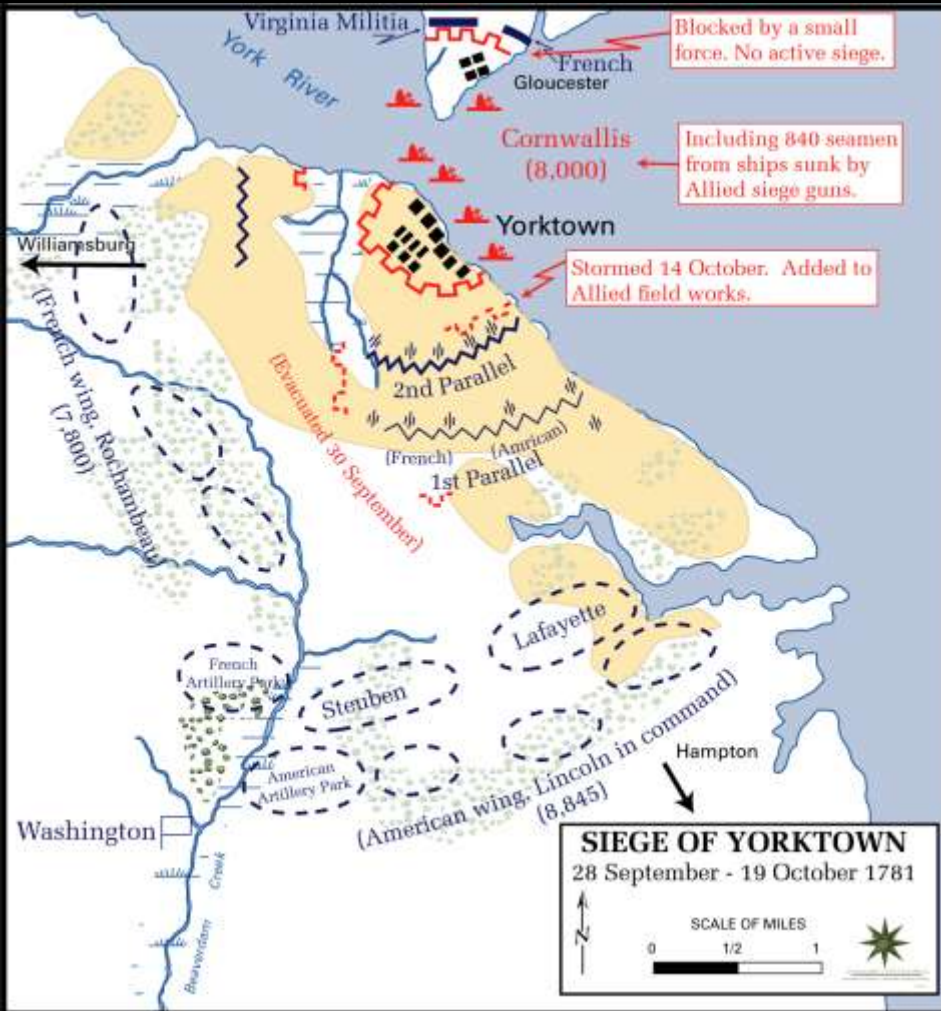 Virginia Militia
York River
French
Gloucester
Blocked by a small
force. No active siege.
Cornwallis
(8,000)
Including 840 seamen
from ships sunk by
Allied siege guns.
Yorktown
Williamsburg
Stormed 14 October. Added to
Allied field works.
(French wing, Rochambeau)
(7,800)
(Evacuated 30 September)
2nd Parallel
(French)
(Amrican)
1st Parallel
Lafayette
French
Artillery Park
Steuben
American
Artillery Park
(American wing, Lincoln in command)
(8,845)
Hampton
Washington
Beaverdam Creek
SIEGE OF YORKTOWN
28 September - 19 October 1781
N
SCALE OF MILES
0 1/2 1